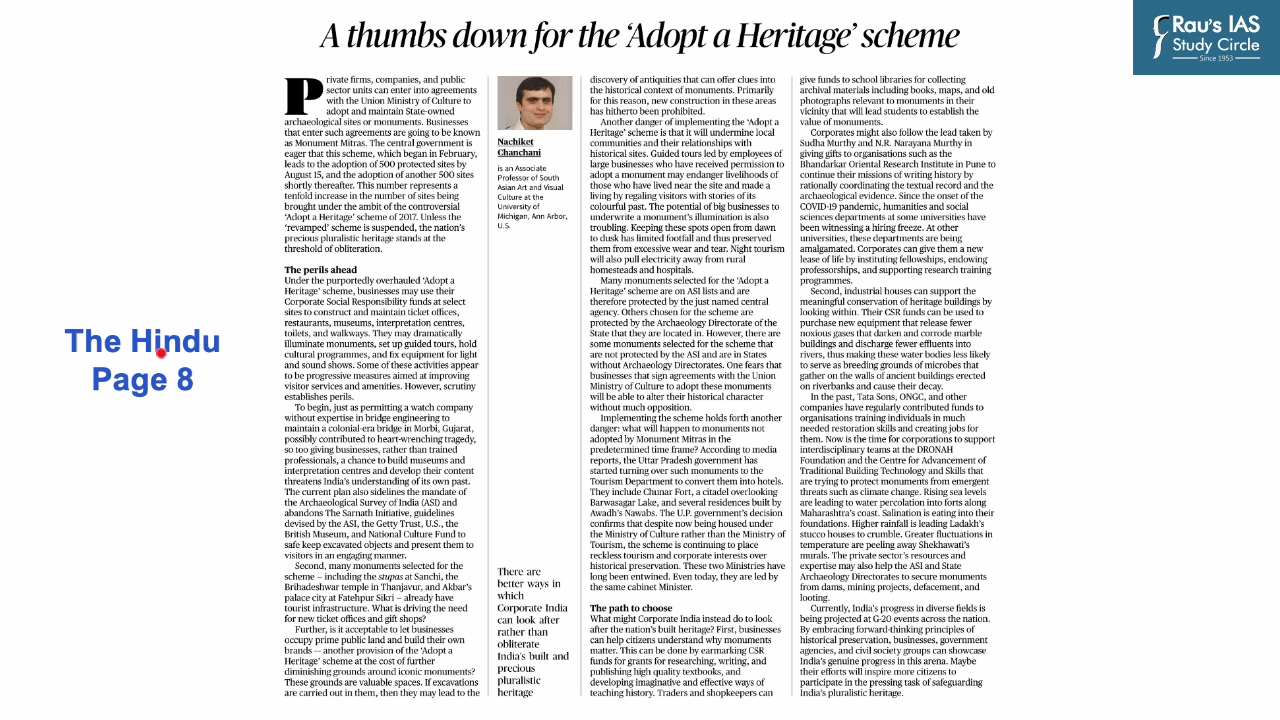 A thumbs down for the ‘Adopt a Heritage’ scheme
Rau's IAS
Study Circle
Since 1953
The Hindu
Page 8
Private firms, companies, and public
sector units can enter into agreements
with the Union Ministry of Culture to
adopt and maintain State-owned
archaeological sites or monuments. Businesses
that enter such agreements are going to be known
as Monument Mitras. The central government is
eager that this scheme, which began in February,
leads to the adoption of 500 protected sites by
August 15, and the adoption of another 500 sites
shortly thereafter. This number represents a
tenfold increase in the number of sites being
brought under the ambit of the controversial
‘Adopt a Heritage’ scheme of 2017. Unless the
‘revamped’ scheme is suspended, the nation’s
precious pluralistic heritage stands at the
threshold of obliteration.
The perils ahead
Under the purportedly overhauled ‘Adopt a
Heritage’ scheme, businesses may use their
Corporate Social Responsibility funds at select
sites to construct and maintain ticket offices,
restaurants, museums, interpretation centres,
toilets, and walkways. They may dramatically
illuminate monuments, set up guided tours, hold
cultural programmes, and fix equipment for light
and sound shows. Some of these activities appear
to be progressive measures aimed at improving
visitor services and amenities. However, scrutiny
establishes perils.
To begin, just as permitting a watch company
without expertise in bridge engineering to
maintain a colonial-era bridge in Morbi, Gujarat,
possibly contributed to heart-wrenching tragedy,
so too giving businesses, rather than trained
professionals, a chance to build museums and
interpretation centres and develop their content
threatens India’s understanding of its own past.
The current plan also sidelines the mandate of
the Archaeological Survey of India (ASI) and
abandons The Sarnath Initiative, guidelines
devised by the ASI, the Getty Trust, U.S., the
British Museum, and National Culture Fund to
safe keep excavated objects and present them to
visitors in an engaging manner.
Second, many monuments selected for the
scheme — including the stupas at Sanchi, the
Brihadeshwar temple in Thanjavur, and Akbar’s
palace city at Fatehpur Sikri — already have
tourist infrastructure. What is driving the need
for new ticket offices and gift shops?
Further, is it acceptable to let businesses
occupy prime public land and build their own
brands — another provision of the ‘Adopt a
Heritage’ scheme at the cost of further
diminishing grounds around iconic monuments?
These grounds are valuable spaces. If excavations
are carried out in them, then they may lead to the
Nachiket
Chanchani
is an Associate
Professor of South
Asian Art and Visual
Culture at the
University of
Michigan, Ann Arbor,
U.S.
There are
better ways in
which
Corporate India
can look after
rather than
obliterate
India’s built and
precious
pluralistic
heritage
discovery of antiquities that can offer clues into
the historical context of monuments. Primarily
for this reason, new construction in these areas
has hitherto been prohibited.
Another danger of implementing the ‘Adopt a
Heritage’ scheme is that it will undermine local
communities and their relationships with
historical sites. Guided tours led by employees of
large businesses who have received permission to
adopt a monument may endanger livelihoods of
those who have lived near the site and made a
living by regaling visitors with stories of its
colourful past. The potential of big businesses to
underwrite a monument’s illumination is also
troubling. Keeping these spots open from dawn
to dusk has limited footfall and thus preserved
them from excessive wear and tear. Night tourism
will also pull electricity away from rural
homesteads and hospitals.
Many monuments selected for the ‘Adopt a
Heritage’ scheme are on ASI lists and are
therefore protected by the just named central
agency. Others chosen for the scheme are
protected by the Archaeology Directorate of the
State that they are located in. However, there are
some monuments selected for the scheme that
are not protected by the ASI and are in States
without Archaeology Directorates. One fears that
businesses that sign agreements with the Union
Ministry of Culture to adopt these monuments
will be able to alter their historical character
without much opposition.
Implementing the scheme holds forth another
danger: what will happen to monuments not
adopted by Monument Mitras in the
predetermined time frame? According to media
reports, the Uttar Pradesh government has
started turning over such monuments to the
Tourism Department to convert them into hotels.
They include Chunar Fort, a citadel overlooking
Barwasagar Lake, and several residences built by
Awadh’s Nawabs. The U.P. government’s decision
confirms that despite now being housed under
the Ministry of Culture rather than the Ministry of
Tourism, the scheme is continuing to place
reckless tourism and corporate interests over
historical preservation. These two Ministries have
long been entwined. Even today, they are led by
the same cabinet Minister.
The path to choose
What might Corporate India instead do to look
after the nation’s built heritage? First, businesses
can help citizens understand why monuments
matter. This can be done by earmarking CSR
funds for grants for researching, writing, and
publishing high quality textbooks, and
developing imaginative and effective ways of
teaching history. Traders and shopkeepers can
give funds to school libraries for collecting
archival materials including books, maps, and old
photographs relevant to monuments in their
vicinity that will lead students to establish the
value of monuments.
Corporates might also follow the lead taken by
Sudha Murthy and N.R. Narayana Murthy in
giving gifts to organisations such as the
Bhandarkar Oriental Research Institute in Pune to
continue their missions of writing history by
rationally coordinating the textual record and the
archaeological evidence. Since the onset of the
COVID-19 pandemic, humanities and social
sciences departments at some universities have
been witnessing a hiring freeze. At other
universities, these departments are being
amalgamated. Corporates can give them a new
lease of life by instituting fellowships, endowing
professorships, and supporting research training
programmes.
Second, industrial houses can support the
meaningful conservation of heritage buildings by
looking within. Their CSR funds can be used to
purchase new equipment that release fewer
noxious gases that darken and corrode marble
buildings and discharge fewer effluents into
rivers, thus making these water bodies less likely
to serve as breeding grounds of microbes that
gather on the walls of ancient buildings erected
on riverbanks and cause their decay.
In the past, Tata Sons, ONGC, and other
companies have regularly contributed funds to
organisations training individuals in much
needed restoration skills and creating jobs for
them. Now is the time for corporations to support
interdisciplinary teams at the DRONAH
Foundation and the Centre for Advancement of
Traditional Building Technology and Skills that
are trying to protect monuments from emergent
threats such as climate change. Rising sea levels
are leading to water percolation into forts along
Maharashtra’s coast. Salination is eating into their
foundations. Higher rainfall is leading Ladakh’s
stucco houses to crumble. Greater fluctuations in
temperature are peeling away Shekhawati’s
murals. The private sector’s resources and
expertise may also help the ASI and State
Archaeology Directorates to secure monuments
from dams, mining projects, defacement, and
looting.
Currently, India’s progress in diverse fields is
being projected at G-20 events across the nation.
By embracing forward-thinking principles of
historical preservation, businesses, government
agencies, and civil society groups can showcase
India’s genuine progress in this arena. Maybe
their efforts will inspire more citizens to
participate in the pressing task of safeguarding
India’s pluralistic heritage.